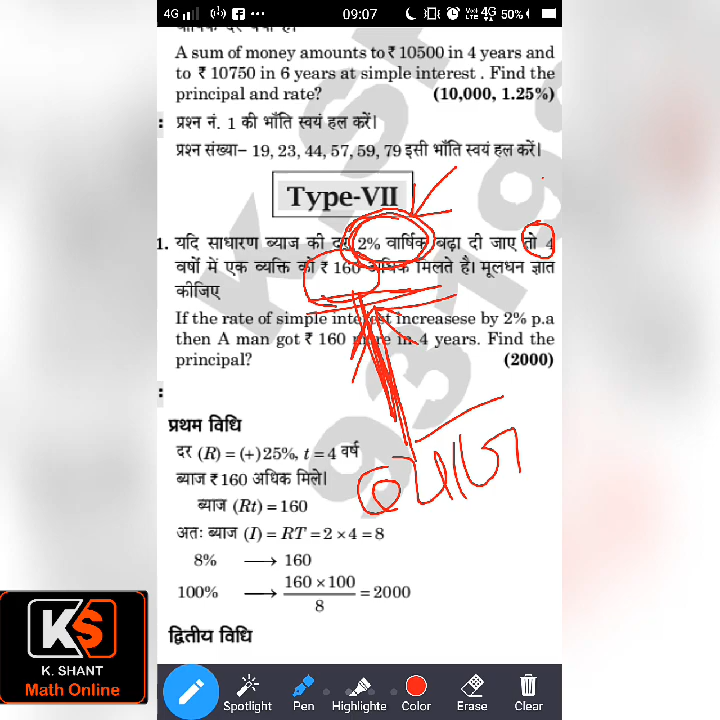 4G 09:07 4G 50%
A sum of money amounts to ₹ 10500 in 4 years and
to ₹ 10750 in 6 years at simple interest . Find the
principal and rate? (10,000, 1.25%)
: प्रश्न नं. 1 की भाँति स्वयं हल करें।
प्रश्न संख्या– 19, 23, 44, 57, 59, 79 इसी भाँति स्वयं हल करें।
Type-VII
1. यदि साधारण ब्याज की दर 2% वार्षिक बढ़ा दी जाए तो 4
वर्षों में एक व्यक्ति को ₹ 160 अधिक मिलते है। मूलधन ज्ञात
कीजिए
If the rate of simple interest increasese by 2% p.a
then A man got ₹ 160 more in 4 years. Find the
principal? (2000)
:
प्रथम विधि
दर (R) = (+) 25%, t = 4 वर्ष
ब्याज ₹ 160 अधिक मिले।
ब्याज
ब्याज (Rt) = 160
अतः ब्याज (I) = RT = 2 × 4 = 8
8% ⟶ 160
100% ⟶ 160 × 100 / 8 = 2000
द्वितीय विधि
KS
K. SHANT
Math Online
Spotlight Pen Highlighte Color Erase Clear